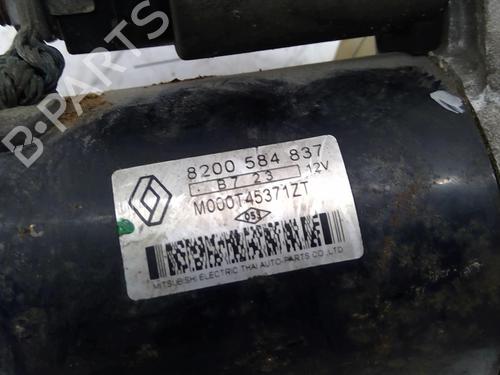 B-PARTS
8200 584 837
B7 23 12V
M000T45371ZT
MITSUBISHI ELECTRIC THAI AUTO-PARTS CO.,LTD.